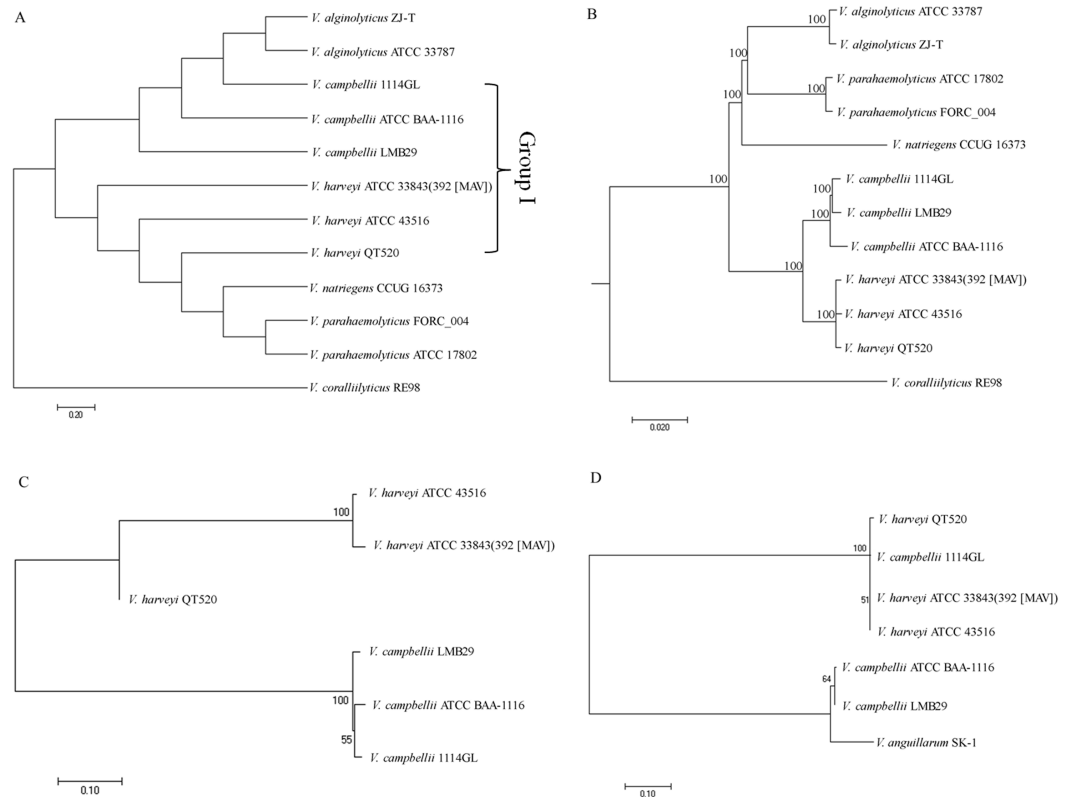 A
V. alginolyticus ZJ-T
V. alginolyticus ATCC 33787
V. campbellii 1114GL
V. campbellii ATCC BAA-1116
V. campbellii LMB29
V. harveyi ATCC 33843(392 [MAV])
V. harveyi ATCC 43516
V. harveyi QT520
V. natriegens CCUG 16373
V. parahaemolyticus FORC_004
V. parahaemolyticus ATCC 17802
V. coralliilyticus RE98
Group I
0.20
B
V. alginolyticus ATCC 33787
V. alginolyticus ZJ-T
V. parahaemolyticus ATCC 17802
V. parahaemolyticus FORC_004
V. natriegens CCUG 16373
V. campbellii 1114GL
V. campbellii LMB29
V. campbellii ATCC BAA-1116
V. harveyi ATCC 33843(392 [MAV])
V. harveyi ATCC 43516
V. harveyi QT520
V. coralliilyticus RE98
100
100
100
100
100
100
100
100
100
0.020
C
V. harveyi ATCC 43516
100
V. harveyi ATCC 33843(392 [MAV])
V. harveyi QT520
V. campbellii LMB29
100
V. campbellii ATCC BAA-1116
55
V. campbellii 1114GL
0.10
D
V. harveyi QT520
100
V. campbellii 1114GL
51
V. harveyi ATCC 33843(392 [MAV])
V. harveyi ATCC 43516
V. campbellii ATCC BAA-1116
64
V. campbellii LMB29
V. anguillarum SK-1
0.10